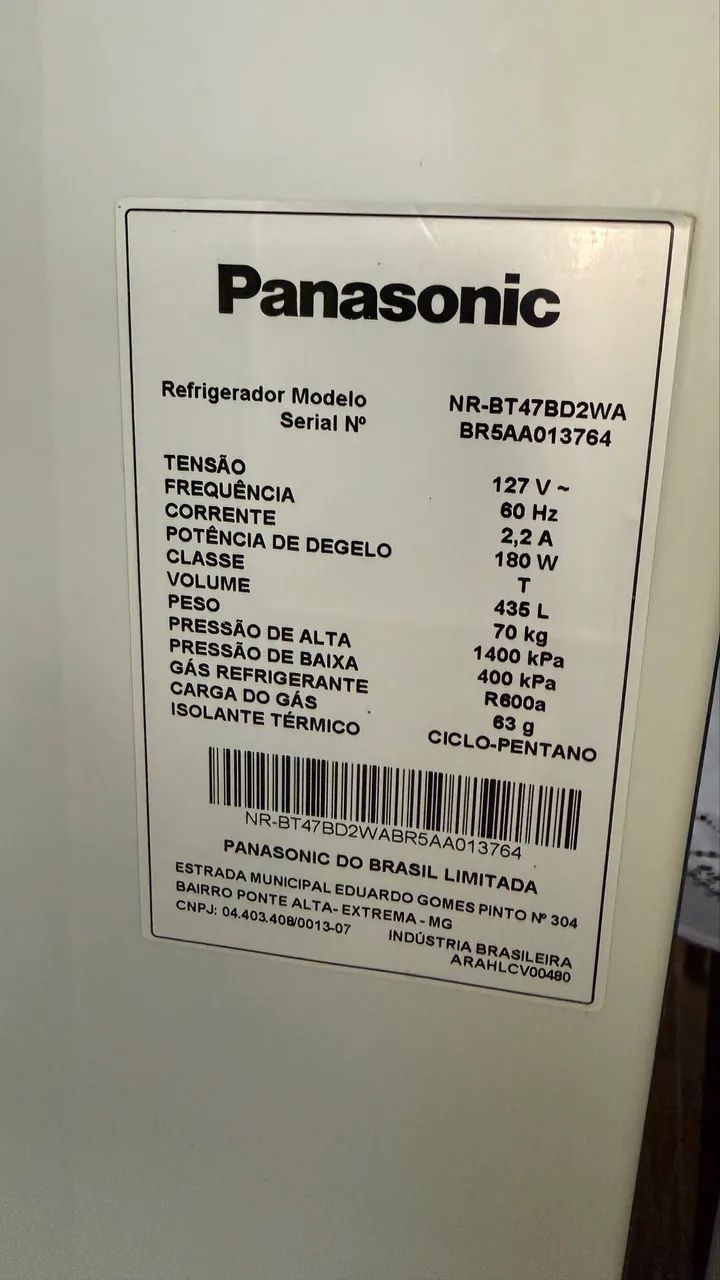 Panasonic
Refrigerador Modelo NR-BT47BD2WA
Serial Nº BR5AA013764
TENSÃO 127 V ~
FREQUÊNCIA 60 Hz
CORRENTE 2,2 A
POTÊNCIA DE DEGELO 180 W
CLASSE T
VOLUME 435 L
PESO 70 kg
PRESSÃO DE ALTA 1400 kPa
PRESSÃO DE BAIXA 400 kPa
GÁS REFRIGERANTE R600a
CARGA DO GÁS 63 g
ISOLANTE TÉRMICO CICLO-PENTANO
NR-BT47BD2WABR5AA013764
PANASONIC DO BRASIL LIMITADA
ESTRADA MUNICIPAL EDUARDO GOMES PINTO Nº 304
BAIRRO PONTE ALTA- EXTREMA - MG
CNPJ: 04.403.408/0013-07 INDÚSTRIA BRASILEIRA
ARAHLCV00480